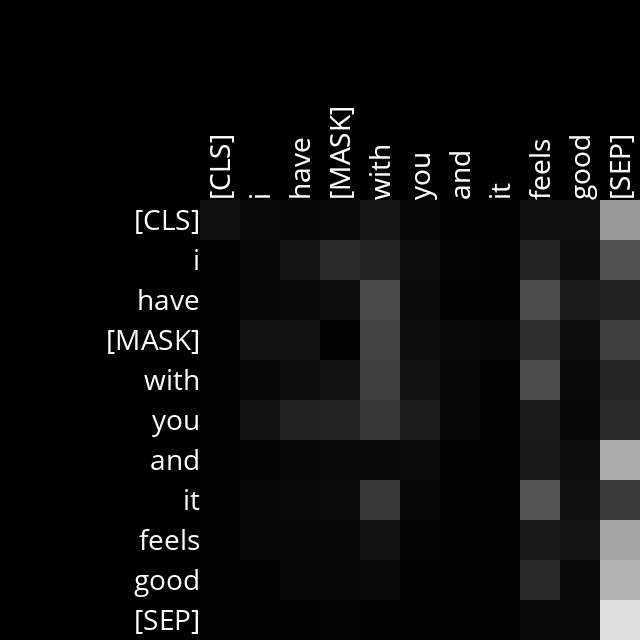 [CLS]
i
have
[MASK]
with
you
and
it
feels
good
[SEP]
[CLS]
i
have
[MASK]
with
you
and
it
feels
good
[SEP]